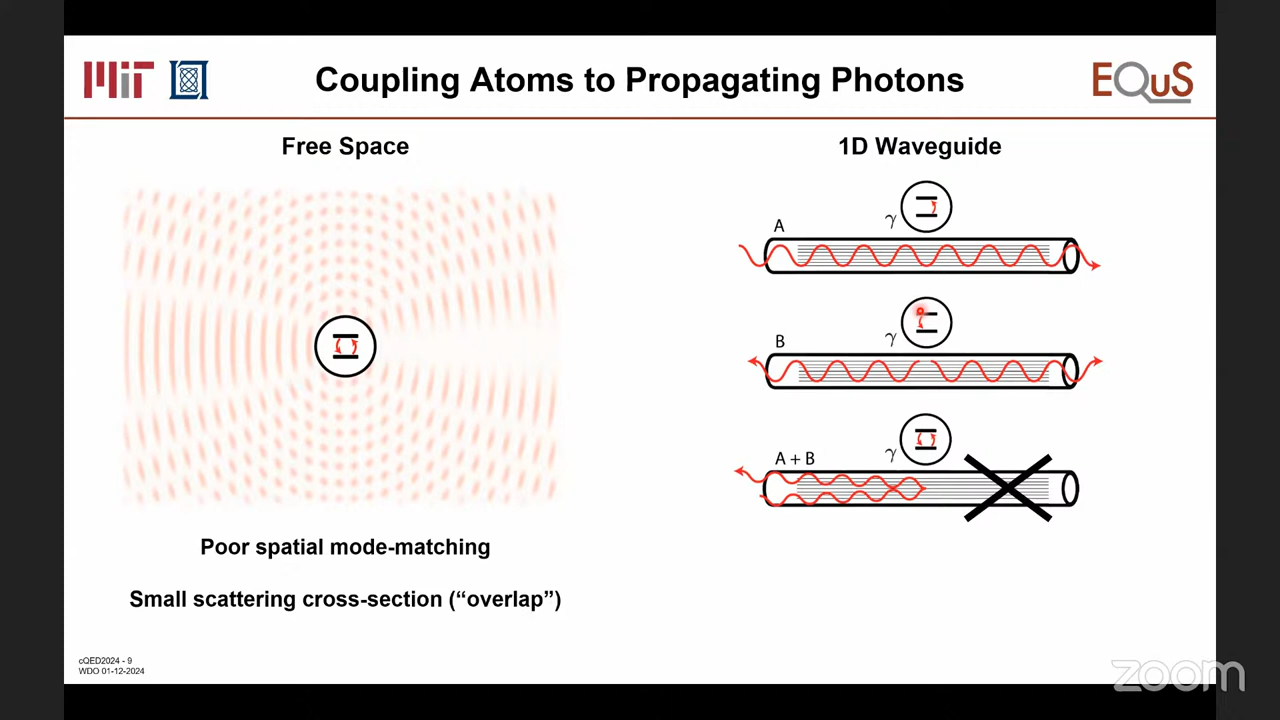 MIT
Coupling Atoms to Propagating Photons
EQuS
Free Space
1D Waveguide
γ
A
γ
B
γ
A + B
Poor spatial mode-matching
Small scattering cross-section (“overlap”)
cQED2024 - 9
WDO 01-12-2024
zoom